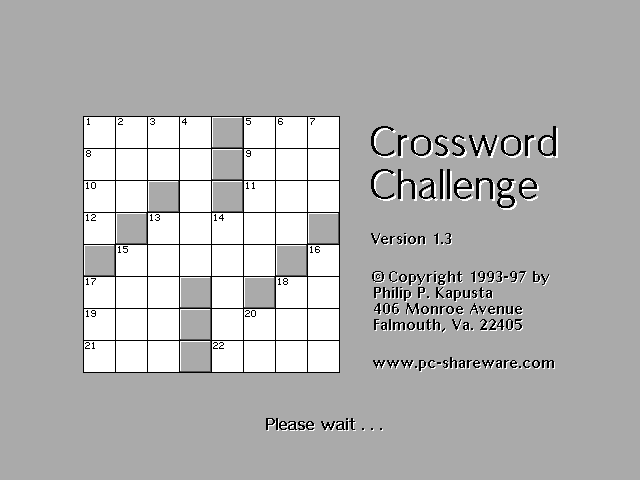 1 2 3 4 5 6 7
8 9
10 11
12 13 14
15 16
17 18
19 20
21 22
Crossword
Challenge
Version 1.3
© Copyright 1993-97 by
Philip P. Kapusta
406 Monroe Avenue
Falmouth, Va. 22405
www.pc-shareware.com
Please wait . . .